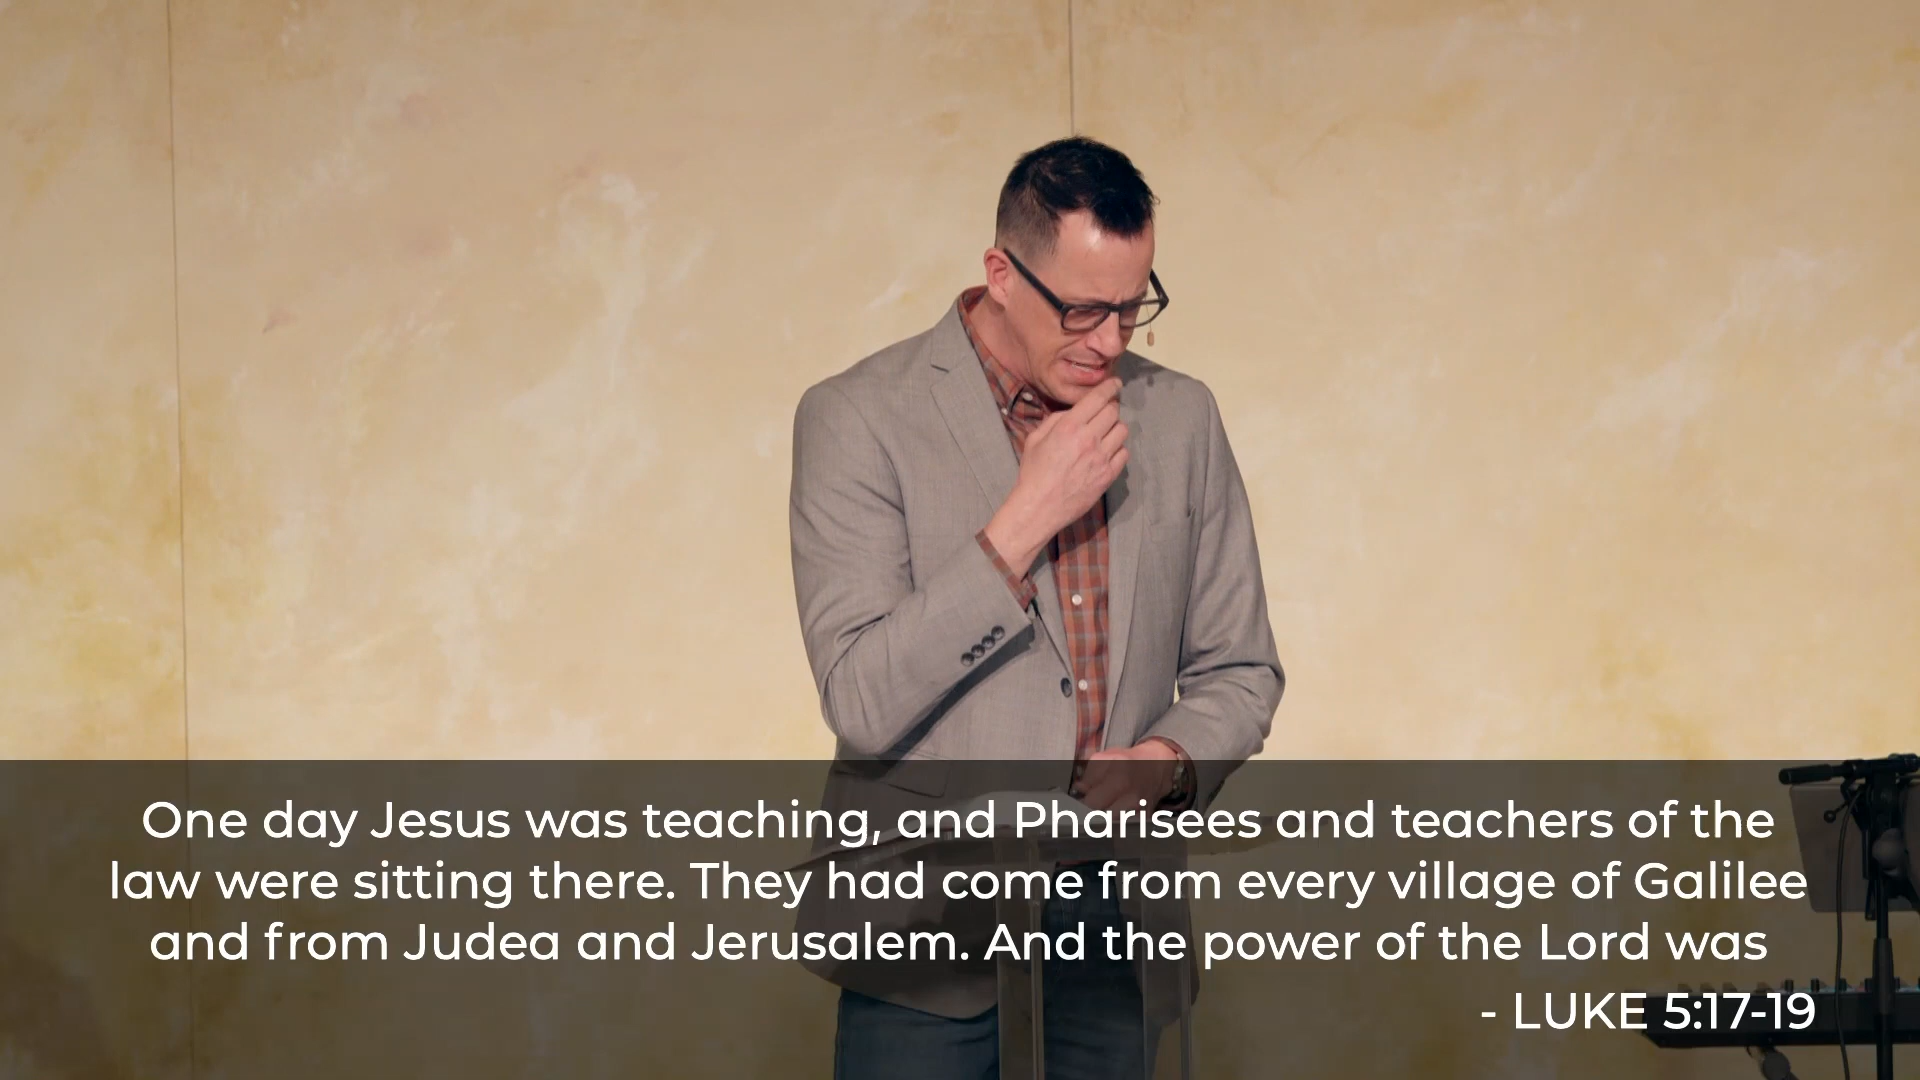 One day Jesus was teaching, and Pharisees and teachers of the
law were sitting there. They had come from every village of Galilee
and from Judea and Jerusalem. And the power of the Lord was
- LUKE 5:17-19